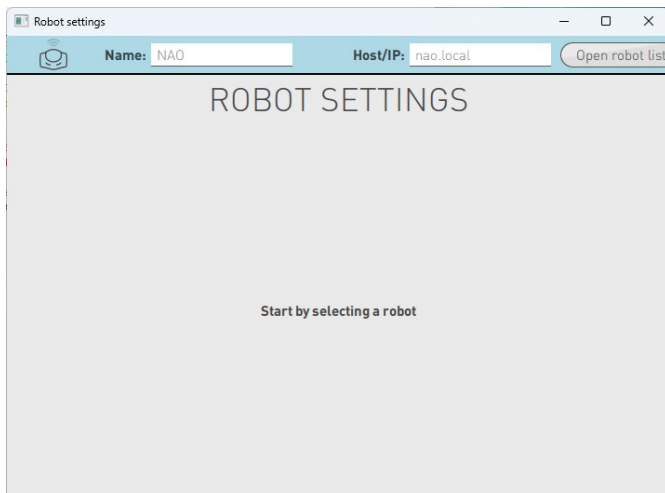 Robot settings
Name: NAO Host/IP: nao.local Open robot list
ROBOT SETTINGS
Start by selecting a robot